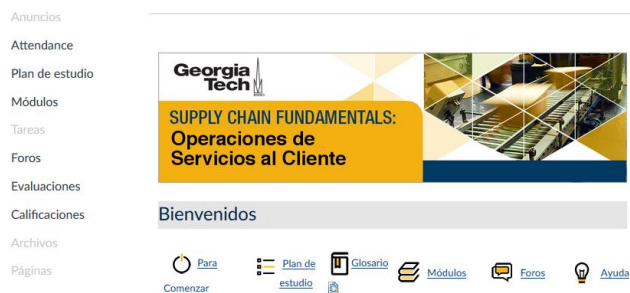 Anuncios
Attendance
Plan de estudio
Módulos
Tareas
Foros
Evaluaciones
Calificaciones
Archivos
Páginas
Georgia
Tech
SUPPLY CHAIN FUNDAMENTALS:
Operaciones de
Servicios al Cliente
Bienvenidos
Para
Comenzar
Plan de
estudio
Glosario
Módulos
Foros
Ayuda